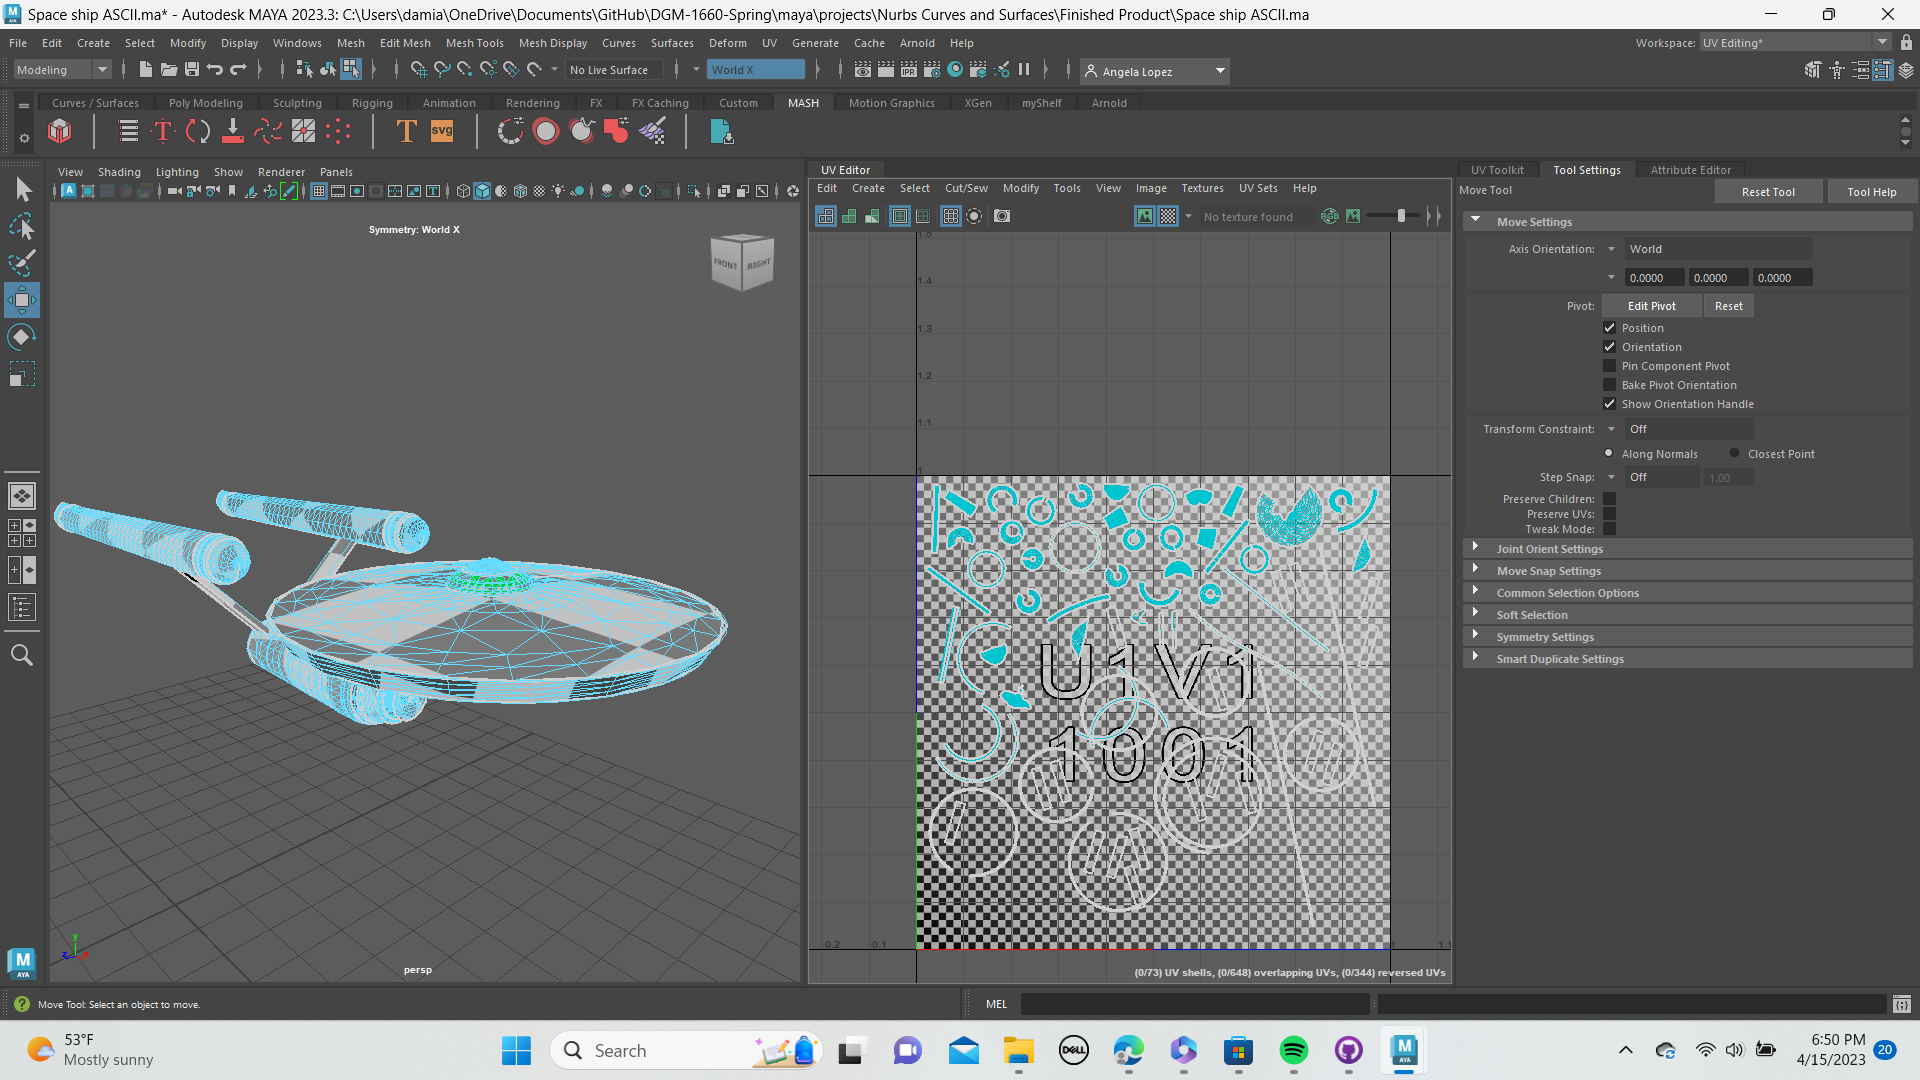 Space ship ASCII.ma* - Autodesk MAYA 2023.3: C:\Users\damia\OneDrive\Documents\GitHub\DGM-1660-Spring\maya\projects\Nurbs Curves and Surfaces\Finished Product\Space ship ASCII.ma
File Edit Create Select Modify Display Windows Mesh Edit Mesh Mesh Tools Mesh Display Curves Surfaces Deform UV Generate Cache Arnold Help
Workspace: UV Editing*
Modeling No Live Surface World X Angela Lopez
Curves / Surfaces Poly Modeling Sculpting Rigging Animation Rendering FX FX Caching Custom MASH Motion Graphics XGen myShelf Arnold
T T svg
View Shading Lighting Show Renderer Panels
Symmetry: World X
FRONT RIGHT
persp
y
z x
UV Editor
Edit Create Select Cut/Sew Modify Tools View Image Textures UV Sets Help
No texture found RGB
1.5
1.4
1.3
1.2
1.1
1
U1V1
1001
-0.2 -0.1 1 1.1
(0/73) UV shells, (0/648) overlapping UVs, (0/344) reversed UVs
UV Toolkit Tool Settings Attribute Editor
Move Tool Reset Tool Tool Help
Move Settings
Axis Orientation: World
0.0000 0.0000 0.0000
Pivot: Edit Pivot Reset
Position
Orientation
Pin Component Pivot
Bake Pivot Orientation
Show Orientation Handle
Transform Constraint: Off
Along Normals Closest Point
Step Snap: Off 1.00
Preserve Children:
Preserve UVs:
Tweak Mode:
Joint Orient Settings
Move Snap Settings
Common Selection Options
Soft Selection
Symmetry Settings
Smart Duplicate Settings
M
AYA
Move Tool: Select an object to move.
MEL
53°F
Mostly sunny
Search
DELL
M
AYA
6:50 PM
4/15/2023
20